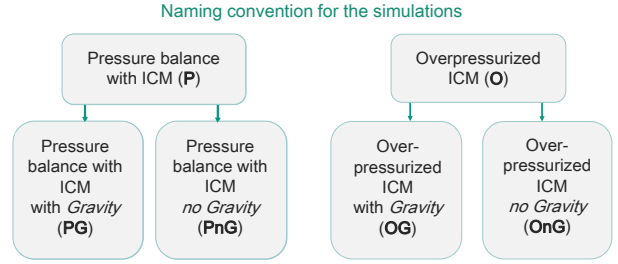 Naming convention for the simulations
Pressure balance
with ICM (P)
Overpressurized
ICM (O)
Pressure
balance with
ICM
with Gravity
(PG)
Pressure
balance with
ICM
no Gravity
(PnG)
Over-
pressurized
ICM
with Gravity
(OG)
Over-
pressurized
ICM
no Gravity
(OnG)